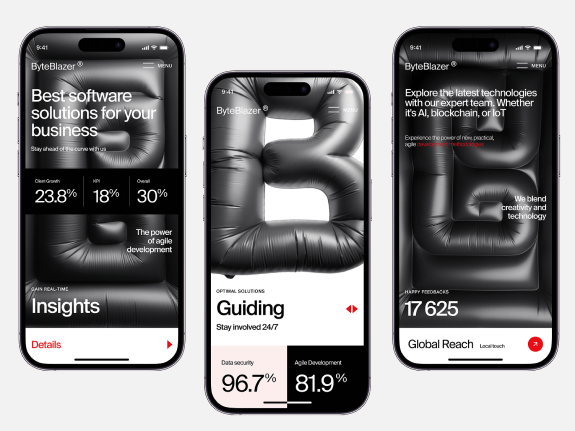 9:41
ByteBlazer ®
MENU
Best software
solutions for your
business
Stay ahead of the curve with us
Client Growth
23.8%
KPI
18%
Overall
30%
The power
of agile
development
GAIN REAL-TIME
Insights
Details
9:41
ByteBlazer ®
MENU
OPTIMAL SOLUTIONS
Guiding
Stay involved 24/7
Data security
96.7%
Agile Development
81.9%
9:41
ByteBlazer ®
MENU
Explore the latest technologies
with our expert team. Whether
it's AI, blockchain, or IoT
Experience the power of new, practical,
agile development methodologies
We blend
creativity and
technology
HAPPY FEEDBACKS
17 625
Global Reach
Local touch